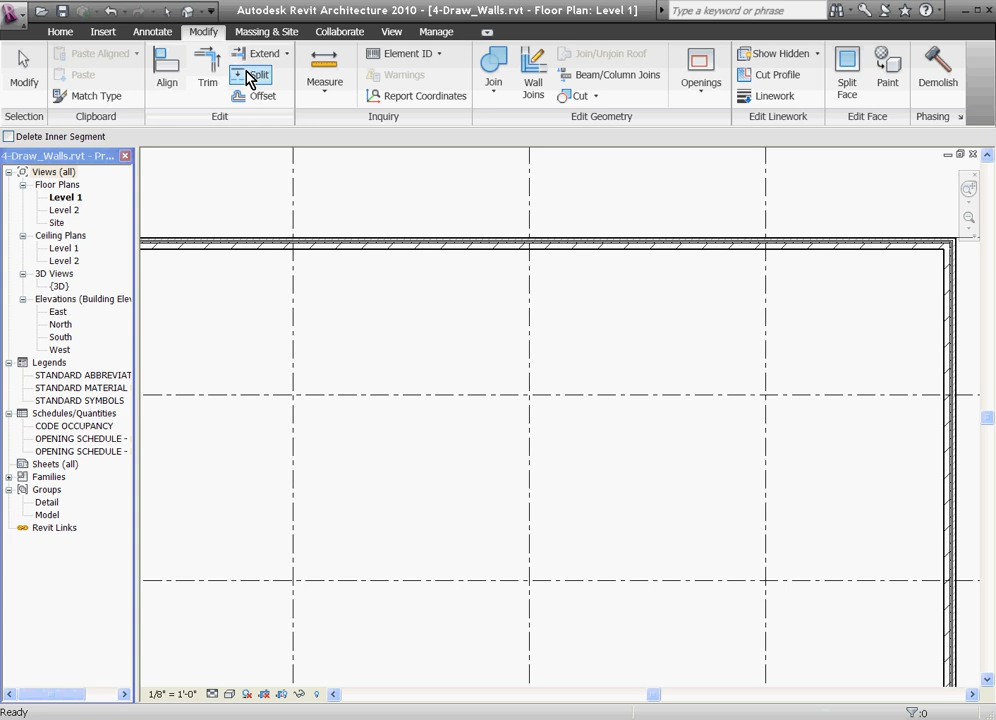 Autodesk Revit Architecture 2010 - [4-Draw_Walls.rvt - Floor Plan: Level 1]
Type a keyword or phrase
Home Insert Annotate Modify Massing & Site Collaborate View Manage
Paste Aligned Extend Element ID Join/Unjoin Roof Show Hidden
Paste Split Warnings Beam/Column Joins Cut Profile
Modify Match Type Align Trim Offset Measure Report Coordinates Join Wall Joins Cut Openings Linework Split Face Paint Demolish
Selection Clipboard Edit Inquiry Edit Geometry Edit Linework Edit Face Phasing
Delete Inner Segment
4-Draw_Walls.rvt - Pr...
Views (all)
Floor Plans
Level 1
Level 2
Site
Ceiling Plans
Level 1
Level 2
3D Views
{3D}
Elevations (Building Elev
East
North
South
West
Legends
STANDARD ABBREVIAT
STANDARD MATERIAL
STANDARD SYMBOLS
Schedules/Quantities
CODE OCCUPANCY
OPENING SCHEDULE -
OPENING SCHEDULE -
Sheets (all)
Families
Groups
Detail
Model
Revit Links
1/8" = 1'-0"
Ready
:0